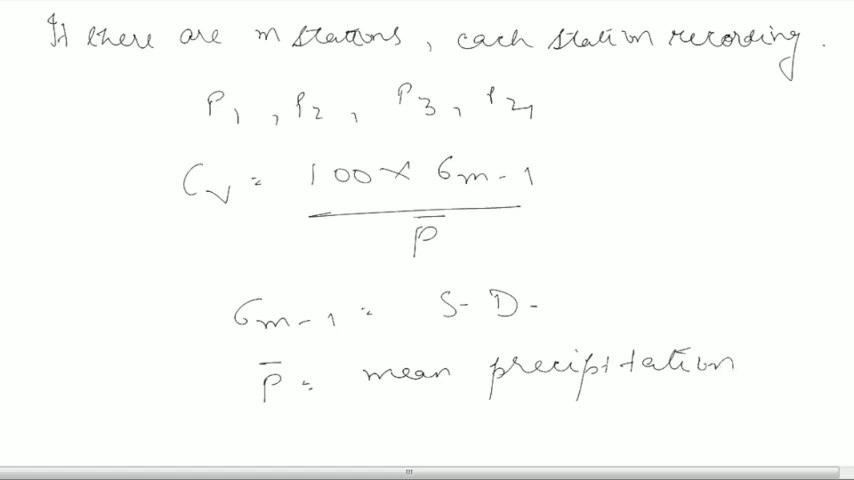 If there are m stations, each station recording.
P1, P2, P3, P4
Cv = 100 × σm-1
P̅
σm-1 = S-D-
P̅ = mean precipitation